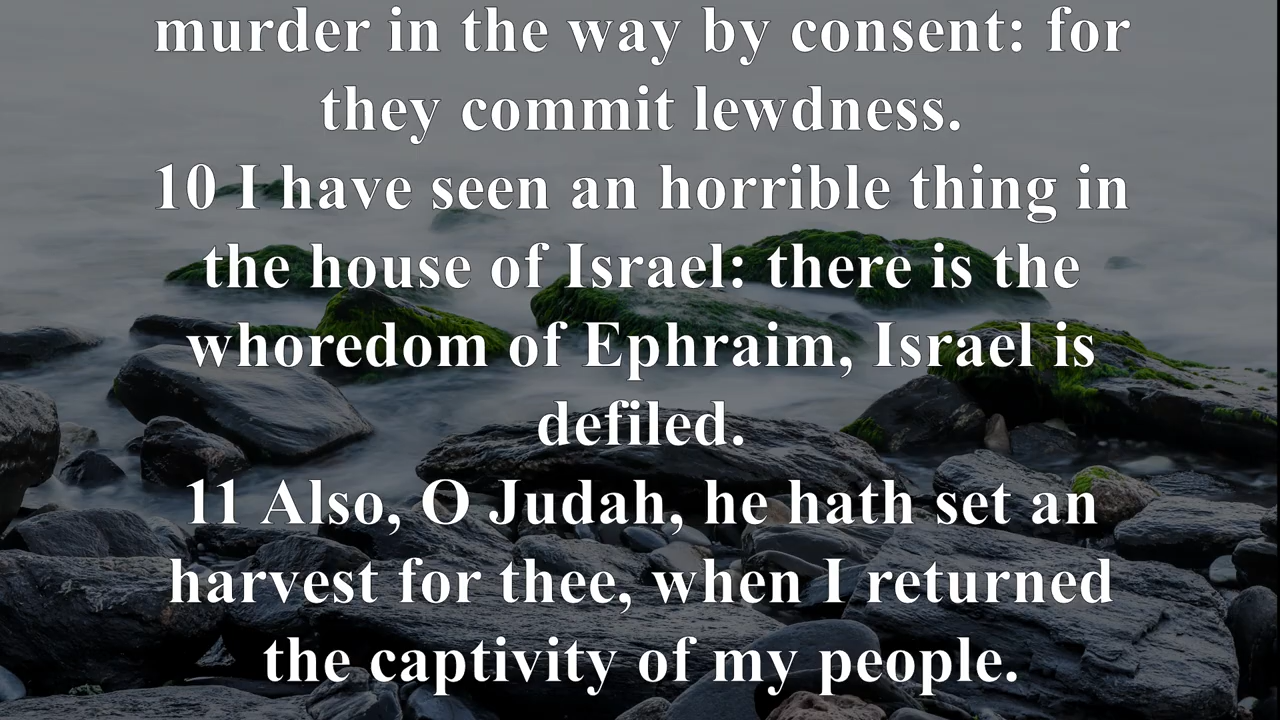 murder in the way by consent: for
they commit lewdness.
10 I have seen an horrible thing in
the house of Israel: there is the
whoredom of Ephraim, Israel is
defiled.
11 Also, O Judah, he hath set an
harvest for thee, when I returned
the captivity of my people.